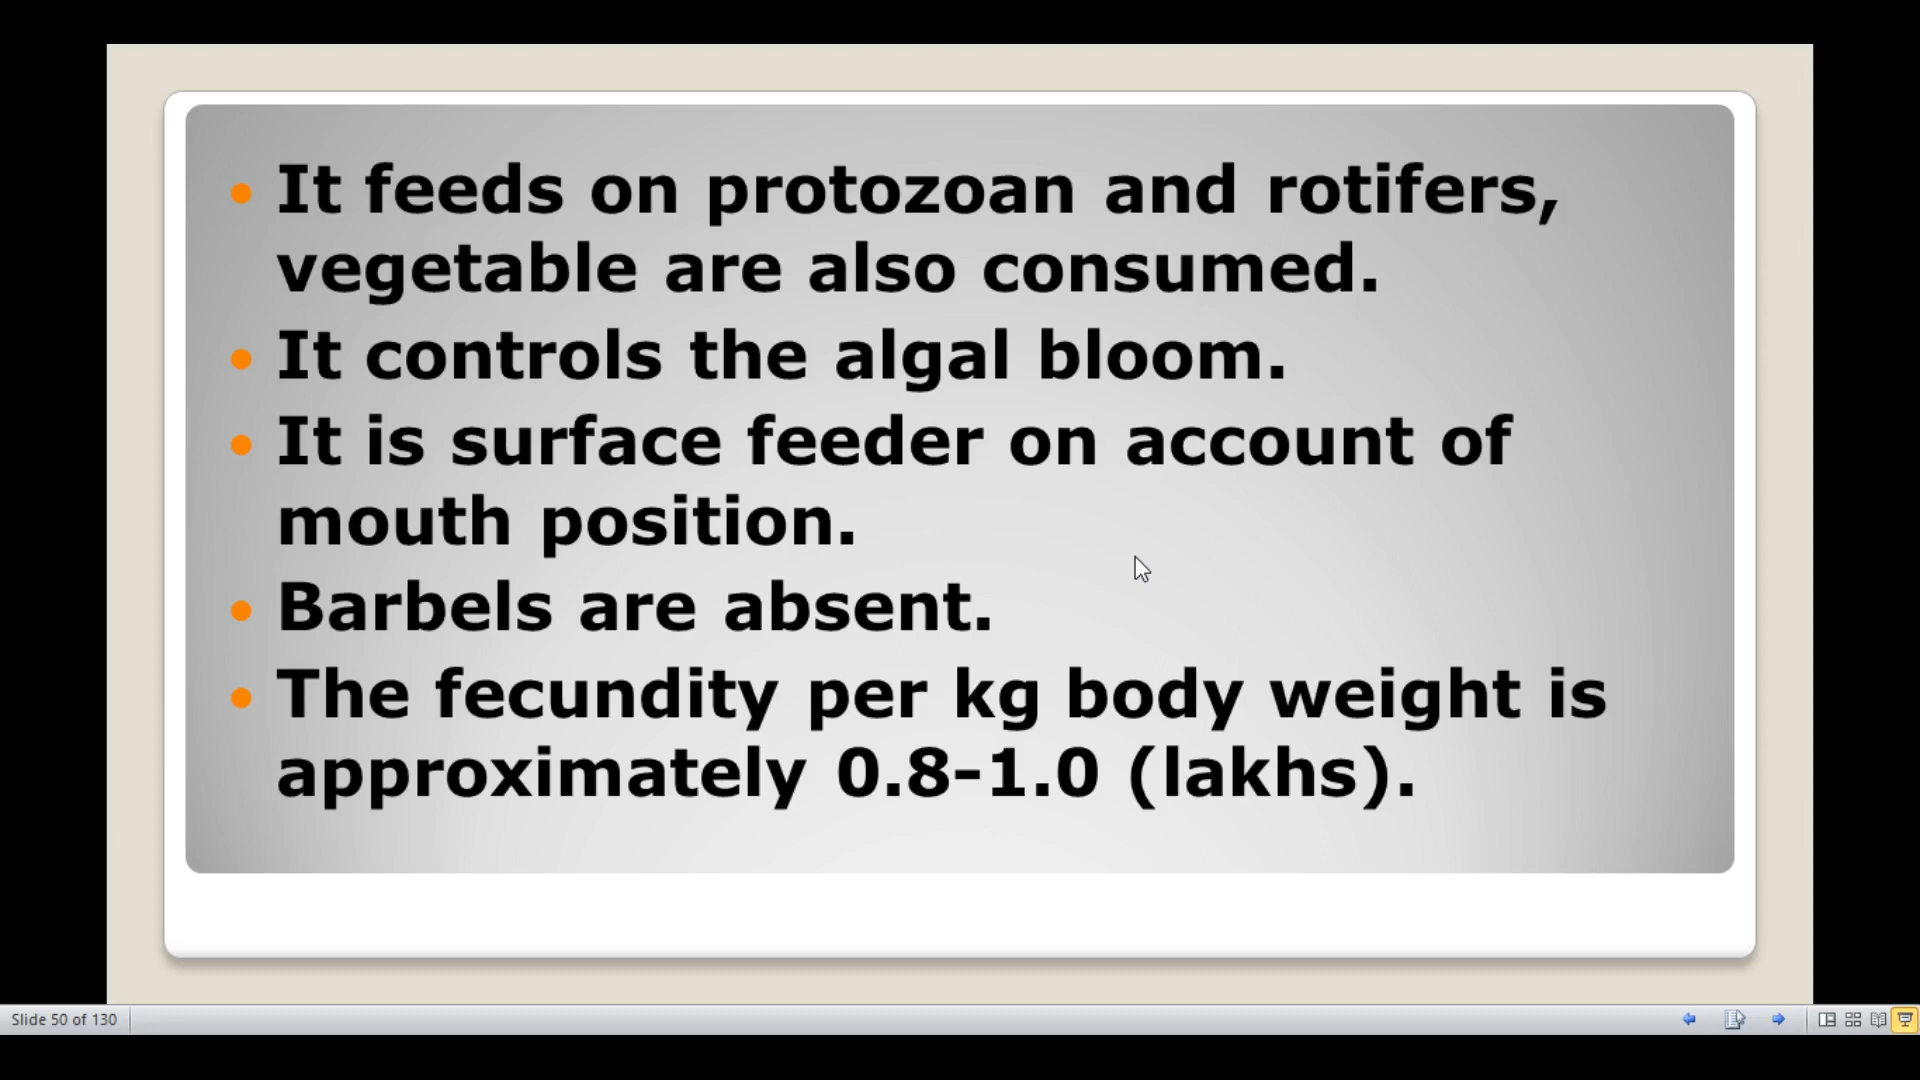 It feeds on protozoan and rotifers,
vegetable are also consumed.
It controls the algal bloom.
It is surface feeder on account of
mouth position.
Barbels are absent.
The fecundity per kg body weight is
approximately 0.8-1.0 (lakhs).
Slide 50 of 130